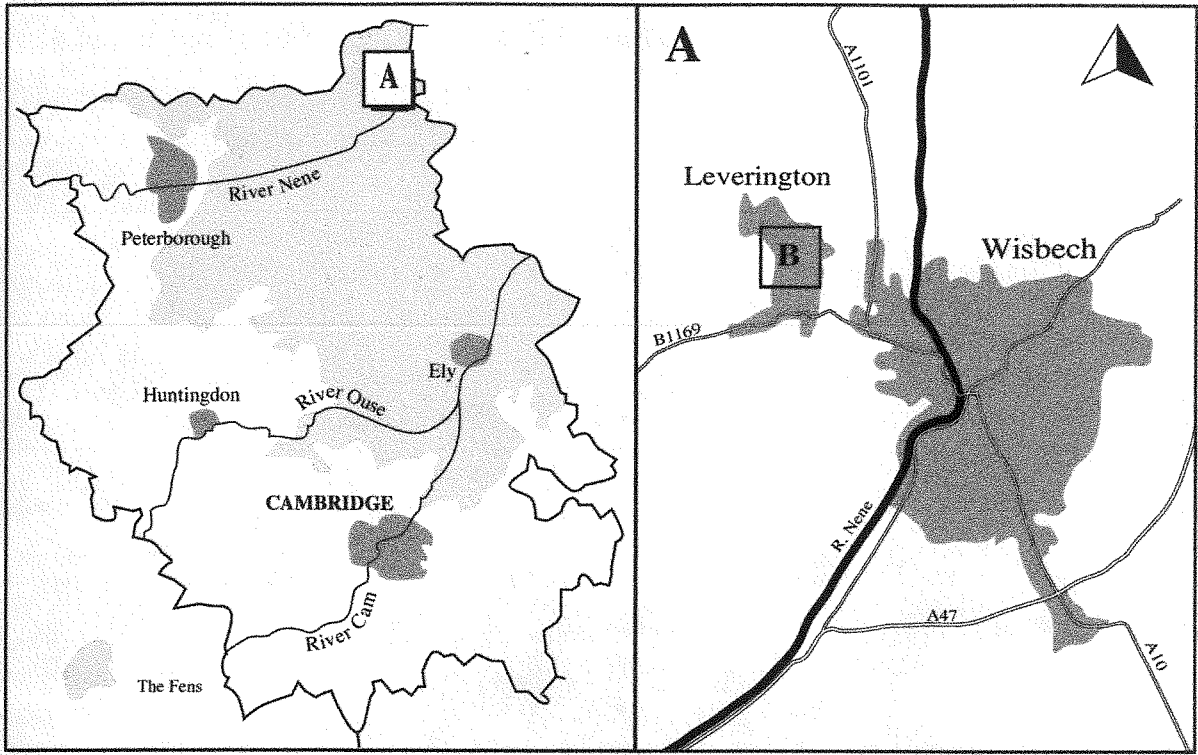 A
River Nene
Peterborough
Ely
Huntingdon
River Ouse
CAMBRIDGE
River Cam
The Fens
A
A1101
Leverington
B
Wisbech
B1169
R. Nene
A47
A10